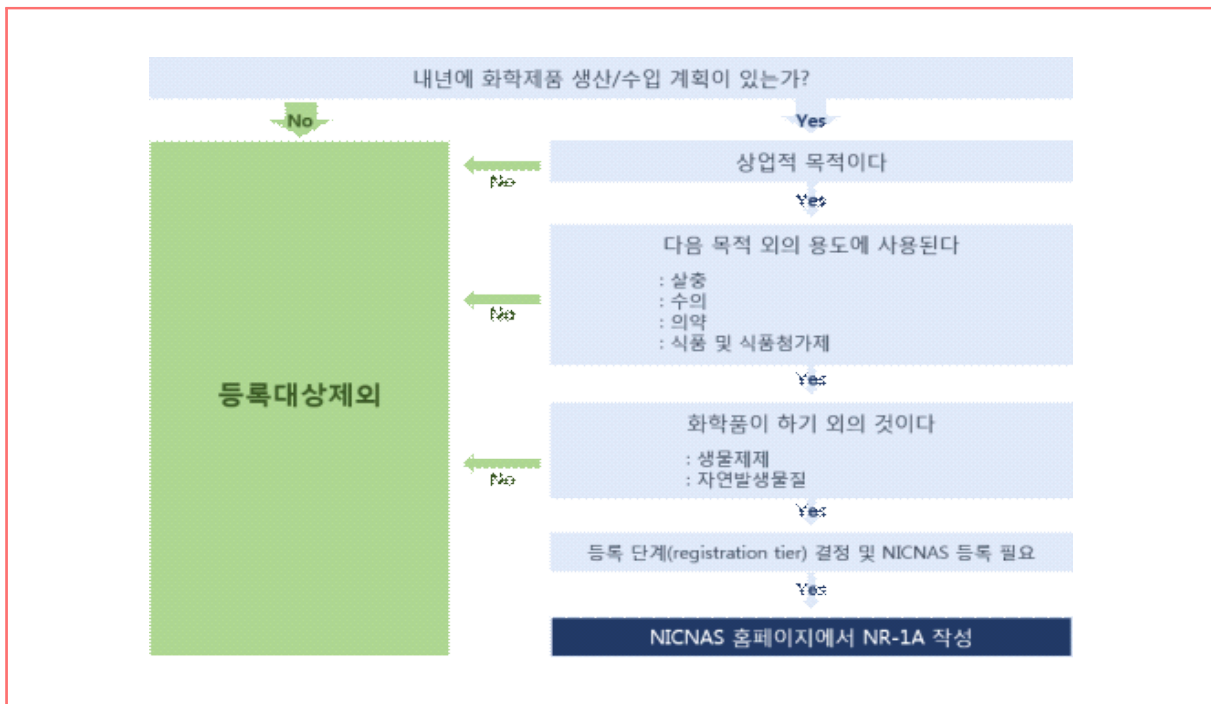 내년에 화학제품 생산/수입 계획이 있는가?
No
Yes
상업적 목적이다
No
Yes
다음 목적 외의 용도에 사용된다
: 살충
: 수의
: 의약
: 식품 및 식품첨가제
No
Yes
등록대상제외
화학품이 하기 외의 것이다
: 생물제제
: 자연발생물질
No
Yes
등록 단계(registration tier) 결정 및 NICNAS 등록 필요
Yes
NICNAS 홈페이지에서 NR-1A 작성